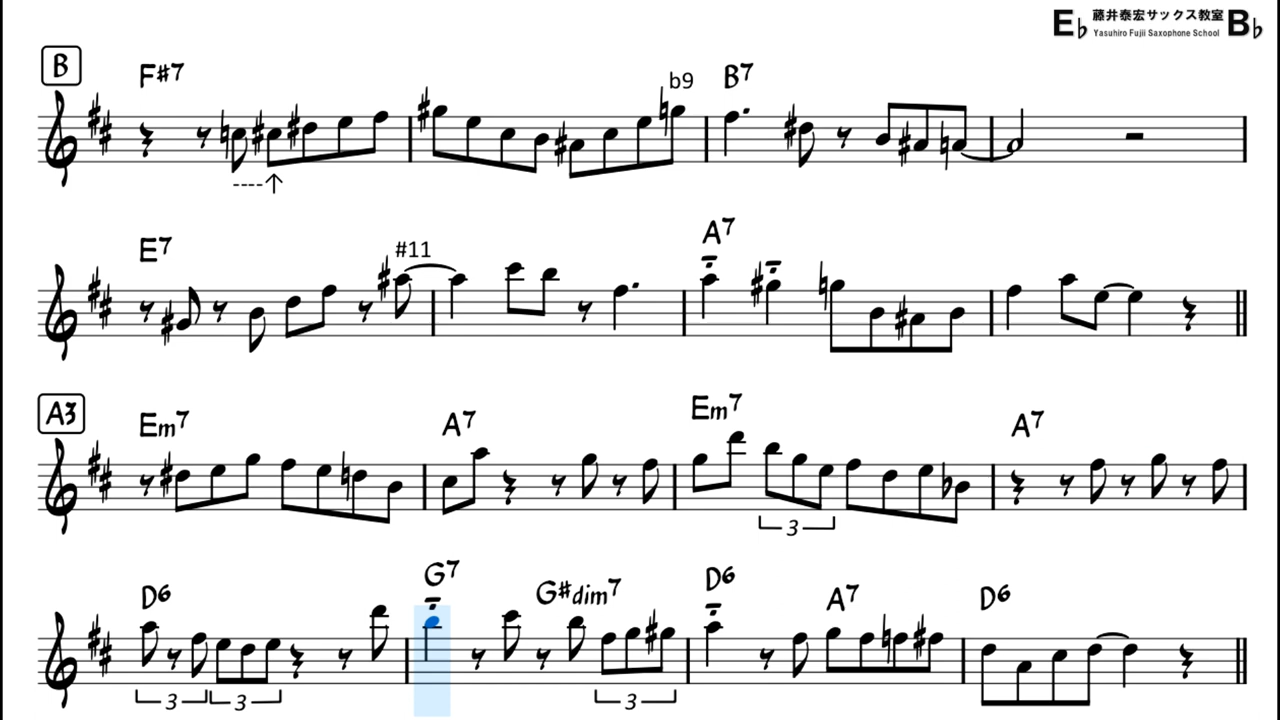 E♭ 藤井泰宏サックス教室 B♭
Yasuhiro Fujii Saxophone School
B
F#7 b9 B7
E7 #11 A7
A3
Em7 A7 Em7 A7
3
D6 G7 G#dim7 D6 A7 D6
3 3 3